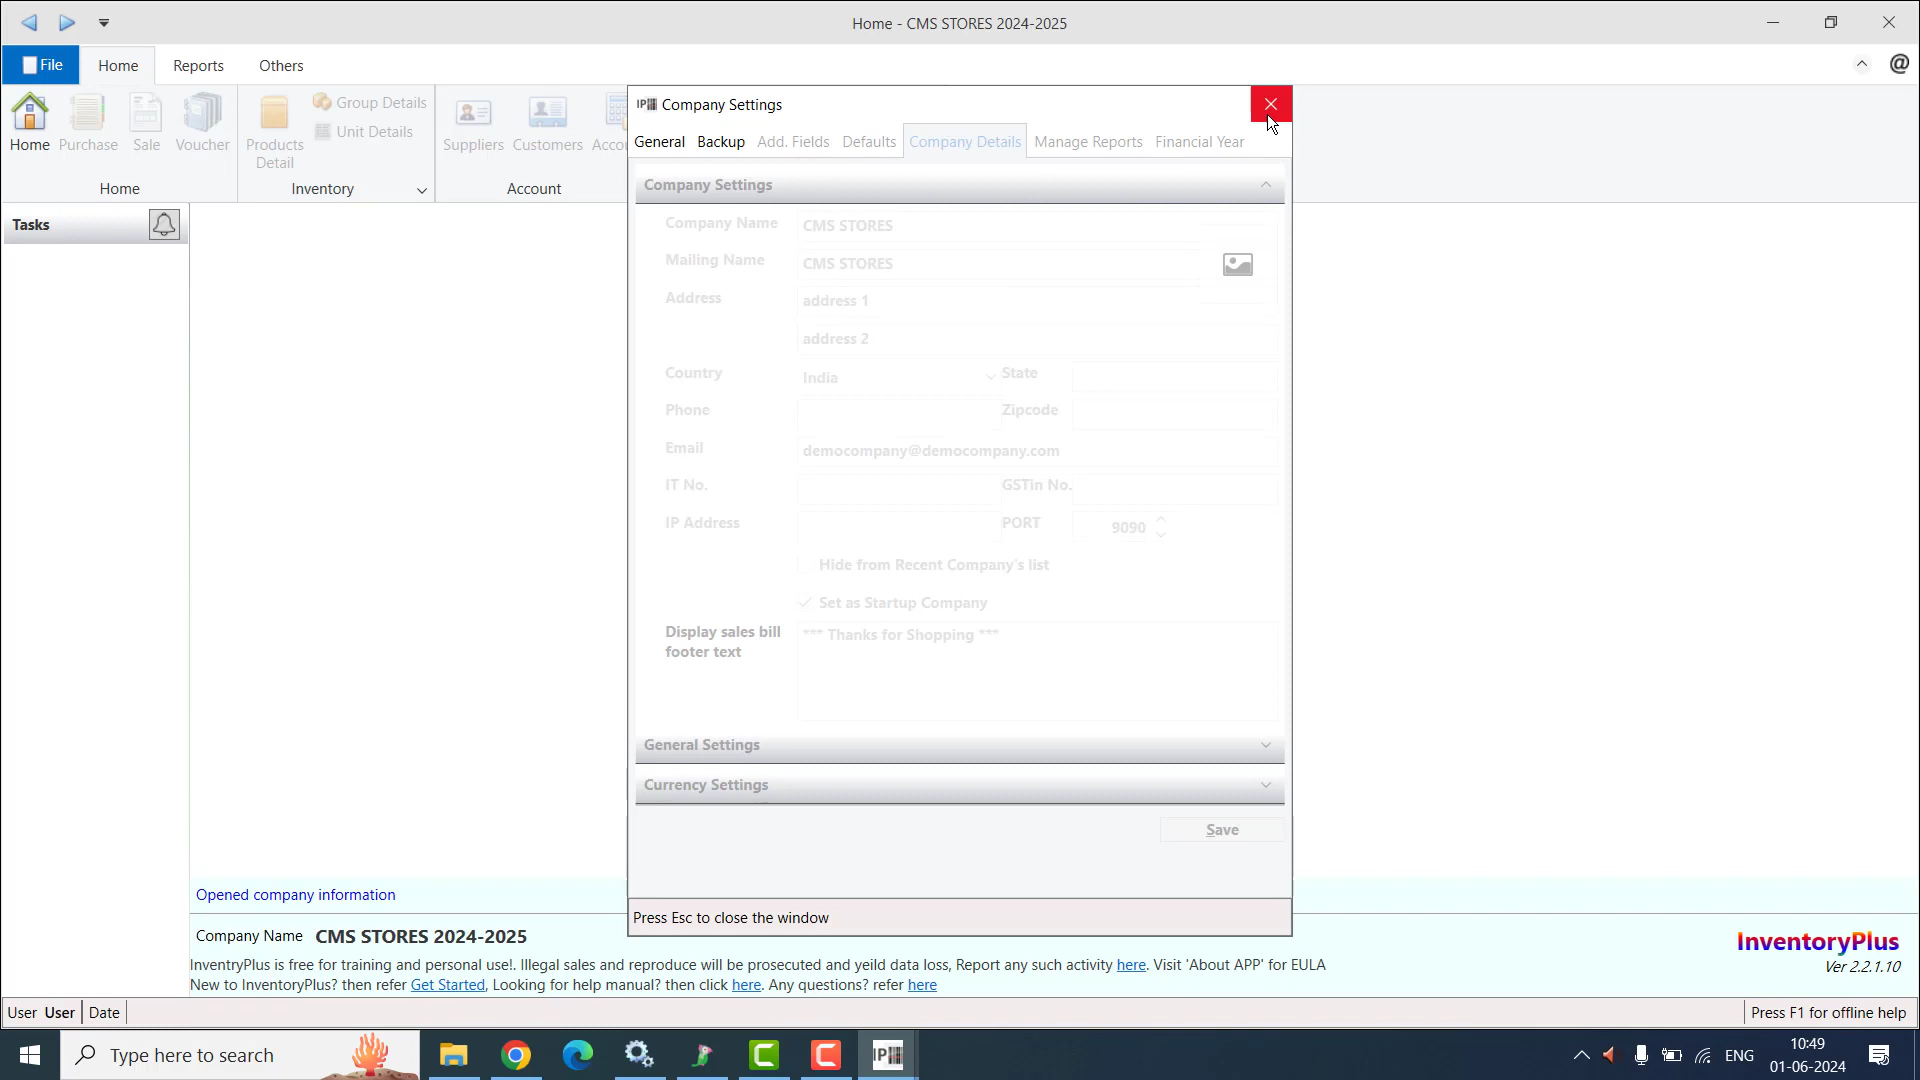 Home - CMS STORES 2024-2025
File Home Reports Others @
Home Purchase Sale Voucher
Products Detail
Group Details
Unit Details
Suppliers Customers Accou
Home Inventory Account
Tasks
IP Company Settings
General Backup Add. Fields Defaults Company Details Manage Reports Financial Year
Company Settings
Company Name CMS STORES
Mailing Name CMS STORES
Address address 1
address 2
Country India State
Phone Zipcode
Email democompany@democompany.com
IT No. GSTin No.
IP Address PORT 9090
Hide from Recent Company's list
Set as Startup Company
Display sales bill footer text
*** Thanks for Shopping ***
General Settings
Currency Settings
Save
Press Esc to close the window
Opened company information
Company Name CMS STORES 2024-2025
InventryPlus is free for training and personal use!. Illegal sales and reproduce will be prosecuted and yeild data loss, Report any such activity here. Visit 'About APP' for EULA
New to InventoryPlus? then refer Get Started, Looking for help manual? then click here. Any questions? refer here
InventoryPlus
Ver 2.2.1.10
User User Date Press F1 for offline help
Type here to search
IP
ENG
10:49
01-06-2024